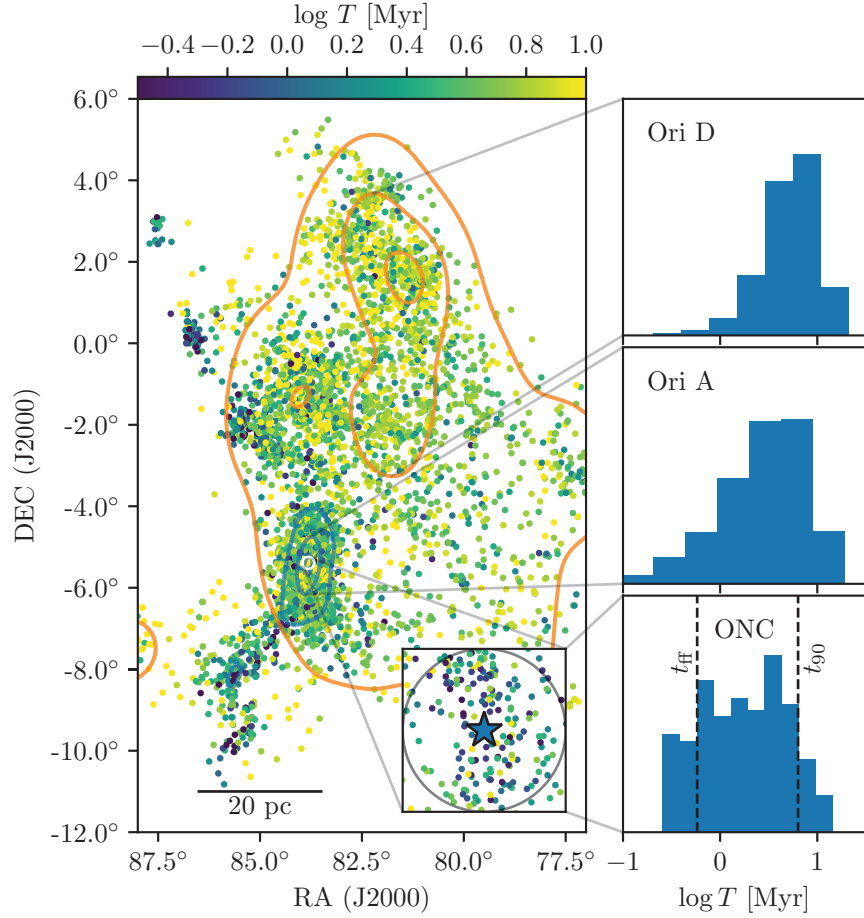 log T [Myr]
−0.4 −0.2 0.0 0.2 0.4 0.6 0.8 1.0
6.0°
4.0°
2.0°
0.0°
-2.0°
-4.0°
-6.0°
-8.0°
-10.0°
-12.0°
DEC (J2000)
20 pc
87.5° 85.0° 82.5° 80.0° 77.5°
RA (J2000)
Ori D
Ori A
ONC
t_ff
t_90
−1 0 1
log T [Myr]